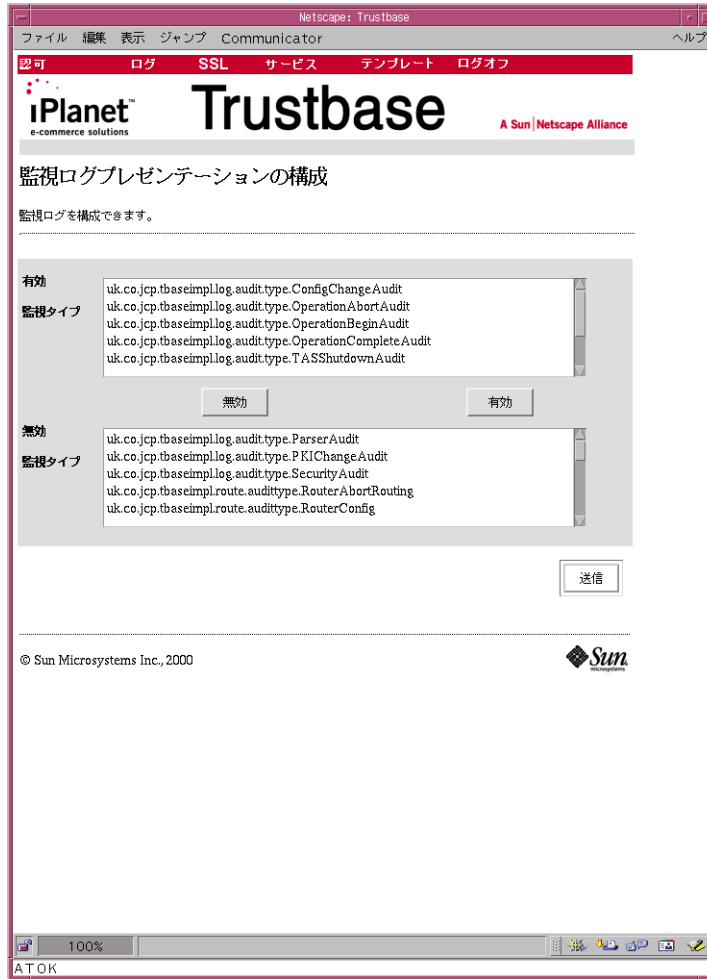 Netscape: Trustbase
ファイル 編集 表示 ジャンプ Communicator ヘルプ
認可 ログ SSL サービス テンプレート ログオフ
iPlanet™
e-commerce solutions
Trustbase
A Sun | Netscape Alliance
監視ログプレゼンテーションの構成
監視ログを構成できます。
有効
監視タイプ
uk.co.jcp.tbaseimpl.log.audit.type.ConfigChangeAudit
uk.co.jcp.tbaseimpl.log.audit.type.OperationAbortAudit
uk.co.jcp.tbaseimpl.log.audit.type.OperationBeginAudit
uk.co.jcp.tbaseimpl.log.audit.type.OperationCompleteAudit
uk.co.jcp.tbaseimpl.log.audit.type.TASShutdownAudit
無効 有効
無効
監視タイプ
uk.co.jcp.tbaseimpl.log.audit.type.ParserAudit
uk.co.jcp.tbaseimpl.log.audit.type.PKIChangeAudit
uk.co.jcp.tbaseimpl.log.audit.type.SecurityAudit
uk.co.jcp.tbaseimpl.route.audittype.RouterAbortRouting
uk.co.jcp.tbaseimpl.route.audittype.RouterConfig
送信
© Sun Microsystems Inc., 2000
Sun
microsystems
100%
ATOK